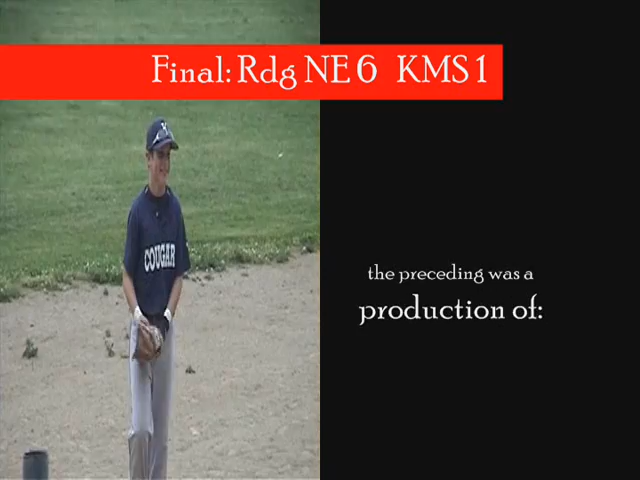 Final: Rdg NE 6 KMS 1
COUGAR
the preceding was a
production of: